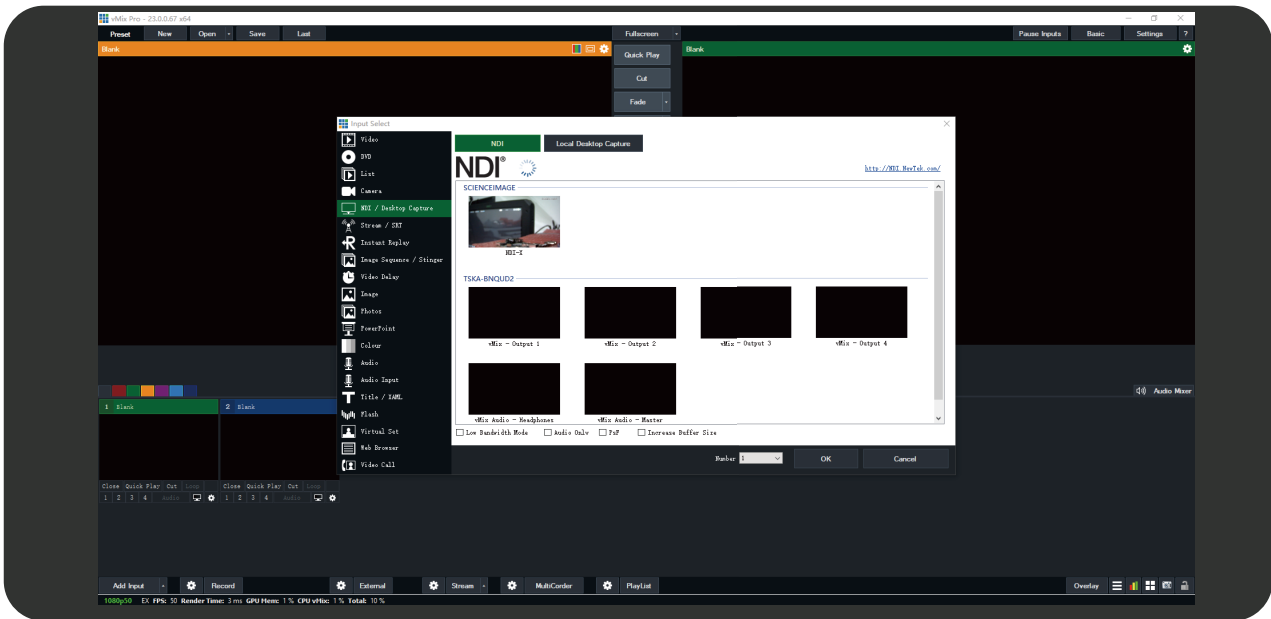 vMix Pro - 23.0.0.67 x64
Preset New Open Save Last Fullscreen Pause Inputs Basic Settings ?
Blank
Quick Play
Blank
Cut
Fade
Input Select
Video
DVD
List
Camera
NDI / Desktop Capture
Stream / SRT
Instant Replay
Image Sequence / Stinger
Video Delay
Image
Photos
PowerPoint
Colour
Audio
Audio Input
Title / XAML
Flash
Virtual Set
Web Browser
Video Call
NDI Local Desktop Capture
NDI®
http://NDI.NewTek.com/
SCIENCEIMAGE
NDI-X
TSKA-BNQUD2
vMix - Output 1 vMix - Output 2 vMix - Output 3 vMix - Output 4
vMix Audio - Headphones vMix Audio - Master
Low Bandwidth Mode Audio Only PsF Increase Buffer Size
Number 1 OK Cancel
Audio Mixer
1 Blank 2 Blank
Close Quick Play Cut Loop Close Quick Play Cut Loop
1 2 3 4 Audio 1 2 3 4 Audio
Add Input Record External Stream MultiCorder PlayList Overlay
1080p50 EX FPS: 50 Render Time: 3 ms GPU Mem: 1 % CPU vMix: 1 % Total: 10 %